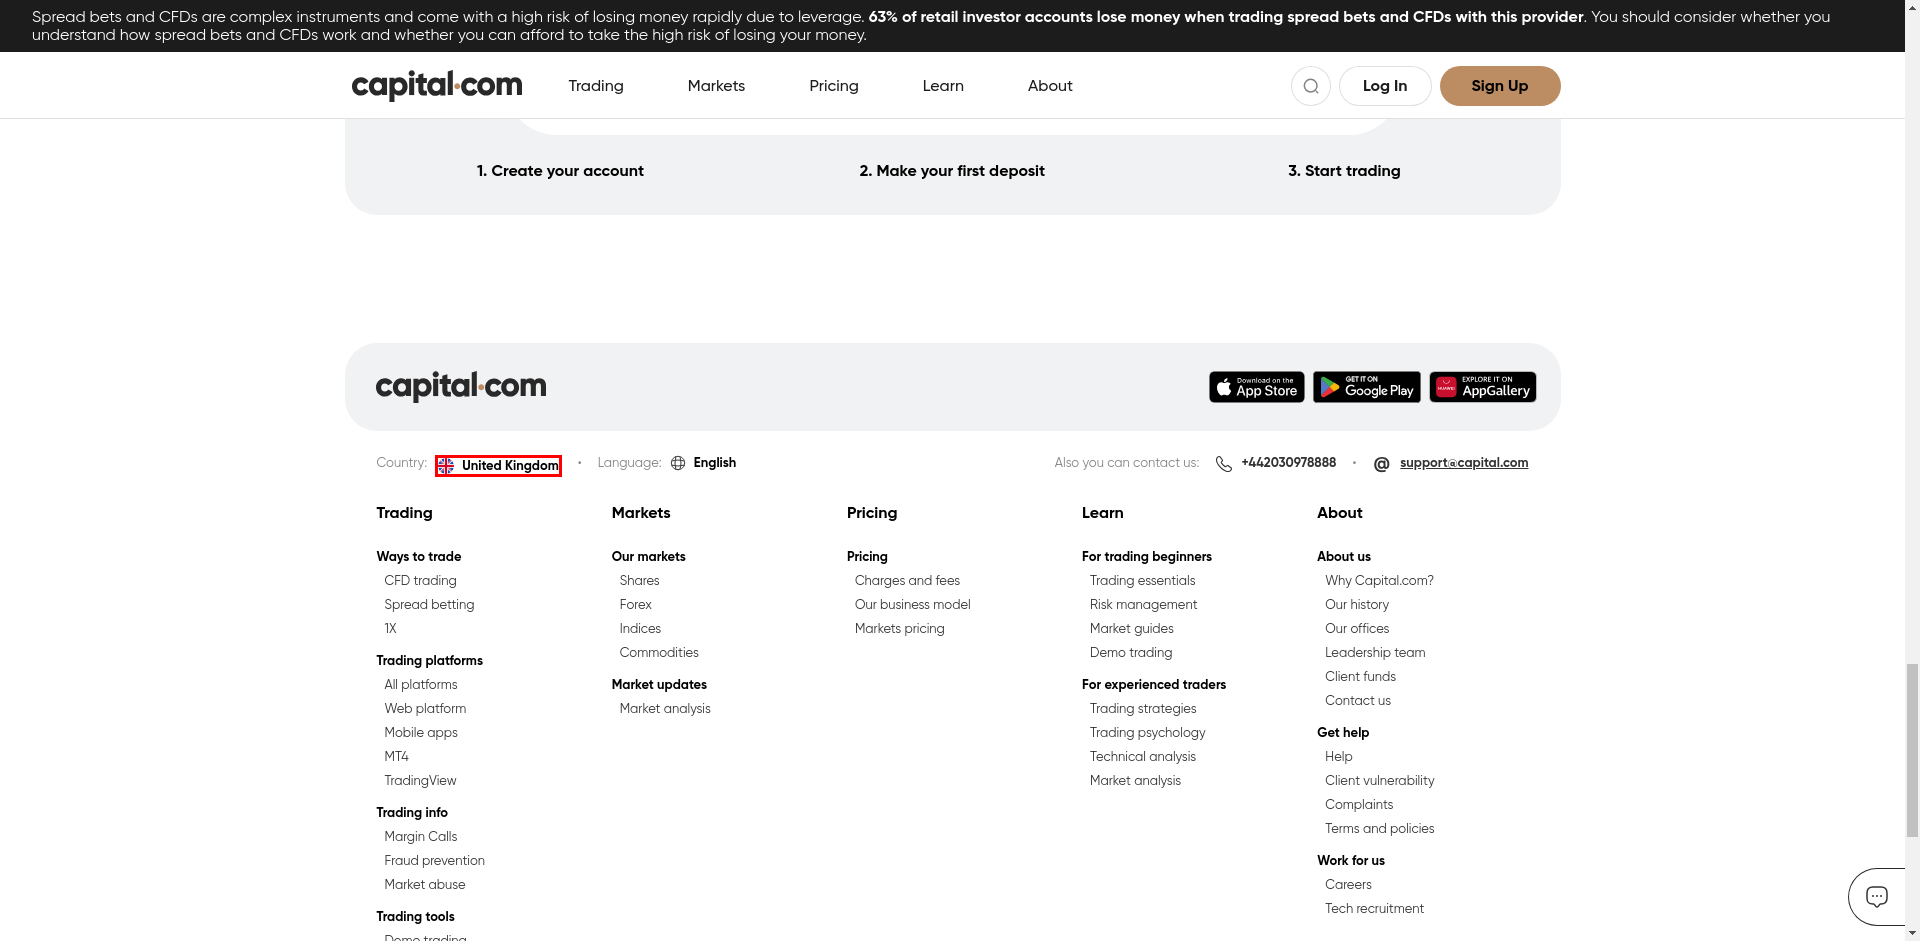 Spread bets and CFDs are complex instruments and come with a high risk of losing money rapidly due to leverage. 63% of retail investor accounts lose money when trading spread bets and CFDs with this provider. You should consider whether you
understand how spread bets and CFDs work and whether you can afford to take the high risk of losing your money.
capital.com Trading Markets Pricing Learn About Log In Sign Up
1. Create your account 2. Make your first deposit 3. Start trading
capital.com
Download on the App Store
GET IT ON Google Play
HUAWEI EXPLORE IT ON AppGallery
Country: United Kingdom • Language: English Also you can contact us: +442030978888 • @ support@capital.com
Trading
Ways to trade
CFD trading
Spread betting
1X
Trading platforms
All platforms
Web platform
Mobile apps
MT4
TradingView
Trading info
Margin Calls
Fraud prevention
Market abuse
Trading tools
Demo trading
Markets
Our markets
Shares
Forex
Indices
Commodities
Market updates
Market analysis
Pricing
Pricing
Charges and fees
Our business model
Markets pricing
Learn
For trading beginners
Trading essentials
Risk management
Market guides
Demo trading
For experienced traders
Trading strategies
Trading psychology
Technical analysis
Market analysis
About
About us
Why Capital.com?
Our history
Our offices
Leadership team
Client funds
Contact us
Get help
Help
Client vulnerability
Complaints
Terms and policies
Work for us
Careers
Tech recruitment